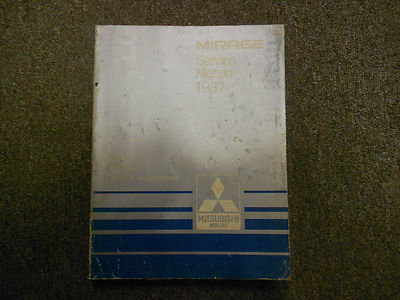 MIRAGE
Service
Manual
1987
MITSUBISHI
MOTORS